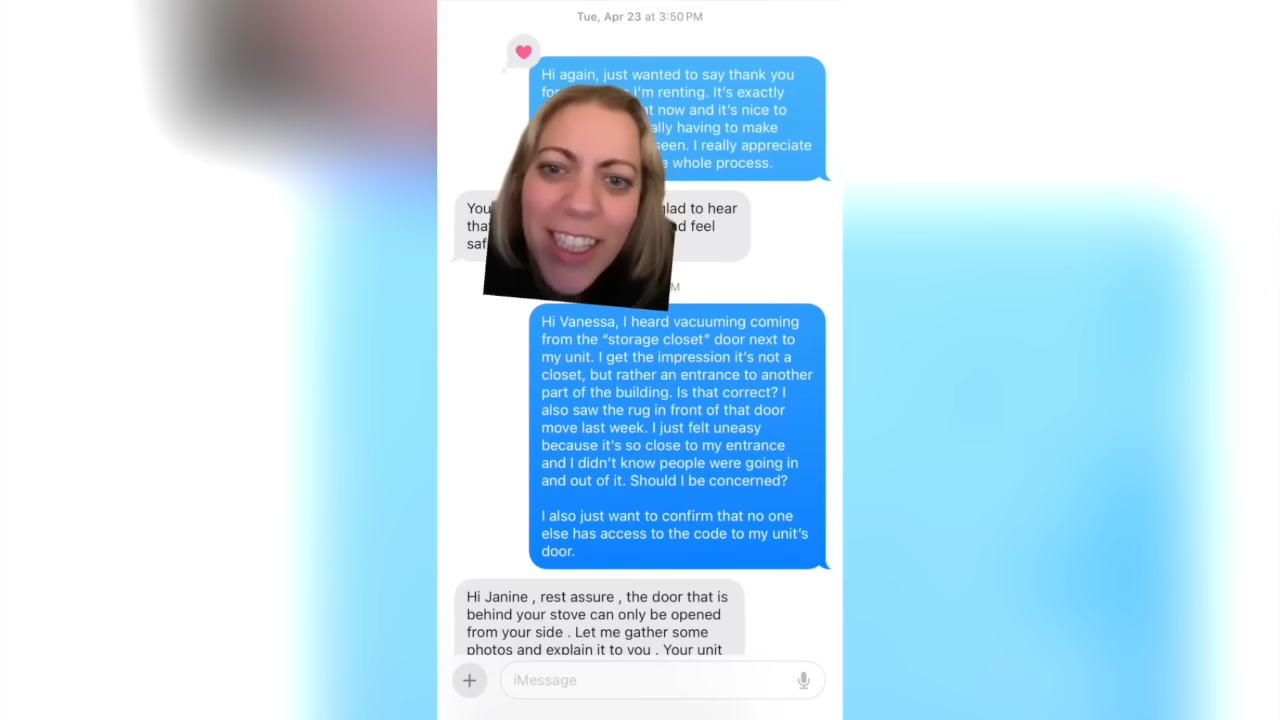 Tue, Apr 23 at 3:50 PM
Hi again, just wanted to say thank you
for I'm renting. It's exactly
now and it's nice to
having to make
seen. I really appreciate
whole process.
You glad to hear
feel
M
Hi Vanessa, I heard vacuuming coming
from the “storage closet” door next to
my unit. I get the impression it's not a
closet, but rather an entrance to another
part of the building. Is that correct? I
also saw the rug in front of that door
move last week. I just felt uneasy
because it's so close to my entrance
and I didn't know people were going in
and out of it. Should I be concerned?
I also just want to confirm that no one
else has access to the code to my unit's
door.
Hi Janine , rest assure , the door that is
behind your stove can only be opened
from your side . Let me gather some
photos and explain it to you . Your unit
iMessage